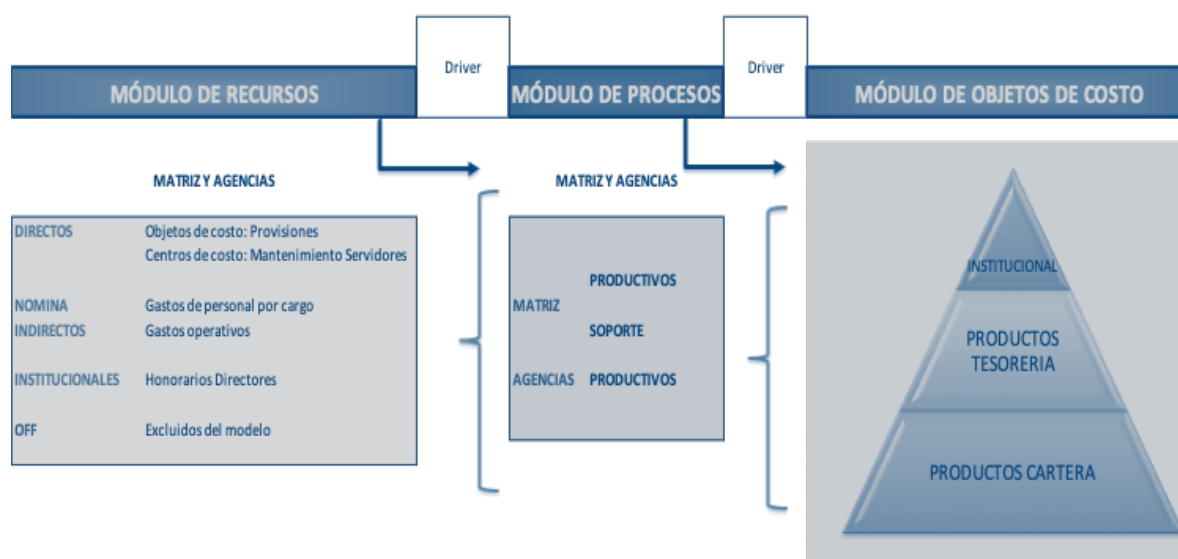 Driver
Driver
MÓDULO DE RECURSOS
MÓDULO DE PROCESOS
MÓDULO DE OBJETOS DE COSTO
MATRIZ Y AGENCIAS
DIRECTOS Objetos de costo: Provisiones
Centros de costo: Mantenimiento Servidores
NOMINA Gastos de personal por cargo
INDIRECTOS Gastos operativos
INSTITUCIONALES Honorarios Directores
OFF Excluidos del modelo
MATRIZ Y AGENCIAS
PRODUCTIVOS
MATRIZ
SOPORTE
AGENCIAS PRODUCTIVOS
INSTITUCIONAL
PRODUCTOS
TESORERIA
PRODUCTOS CARTERA